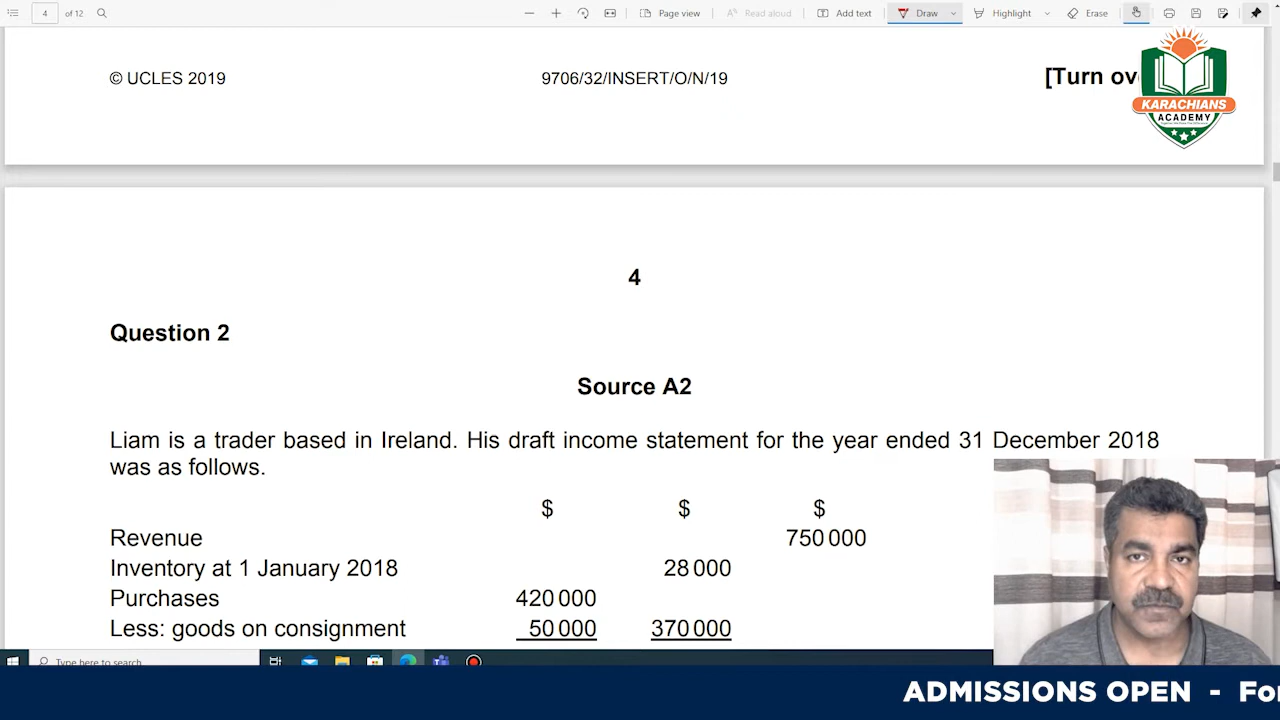 4 of 12 Page view Read aloud Add text Draw Highlight Erase
© UCLES 2019 9706/32/INSERT/O/N/19 [Turn ov
KARACHIANS
ACADEMY
4
Question 2
Source A2
Liam is a trader based in Ireland. His draft income statement for the year ended 31 December 2018
was as follows.
$ $ $
Revenue 750 000
Inventory at 1 January 2018 28 000
Purchases 420 000
Less: goods on consignment 50 000 370 000
Type here to search
ADMISSIONS OPEN - Fo